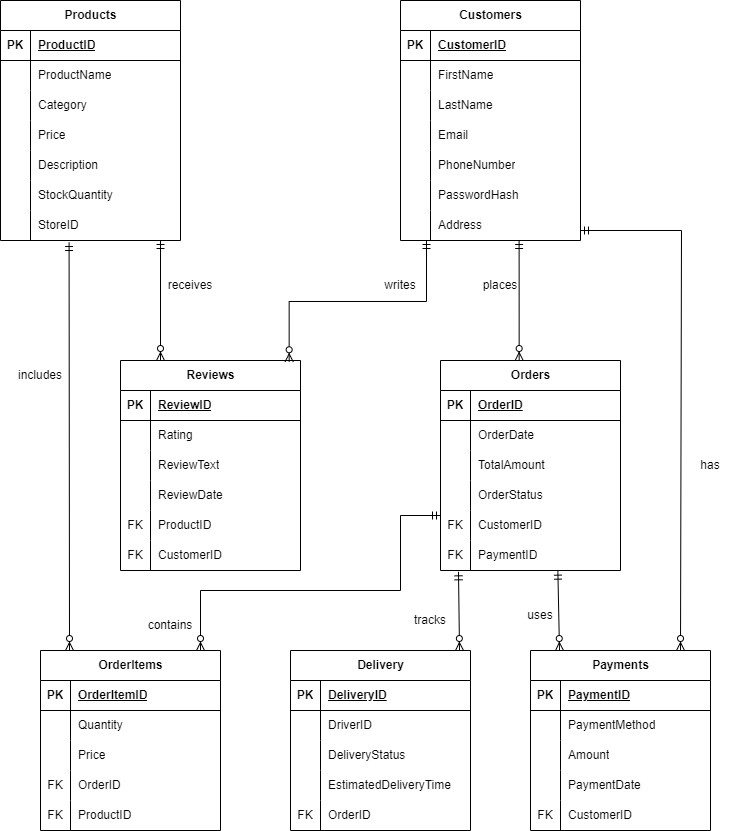 Products
PK ProductID
ProductName
Category
Price
Description
StockQuantity
StoreID
Customers
PK CustomerID
FirstName
LastName
Email
PhoneNumber
PasswordHash
Address
receives
writes
places
includes
has
Reviews
PK ReviewID
Rating
ReviewText
ReviewDate
FK ProductID
FK CustomerID
Orders
PK OrderID
OrderDate
TotalAmount
OrderStatus
FK CustomerID
FK PaymentID
contains
tracks
uses
OrderItems
PK OrderItemID
Quantity
Price
FK OrderID
FK ProductID
Delivery
PK DeliveryID
DriverID
DeliveryStatus
EstimatedDeliveryTime
FK OrderID
Payments
PK PaymentID
PaymentMethod
Amount
PaymentDate
FK CustomerID